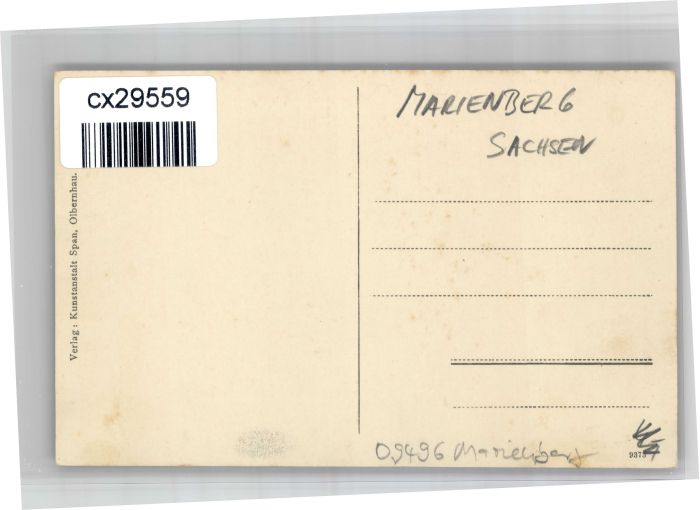 cx29559
MARIENBERG
SACHSEN
Verlag: Kunstanstalt Span, Olbernhau.
09496 Marienberg